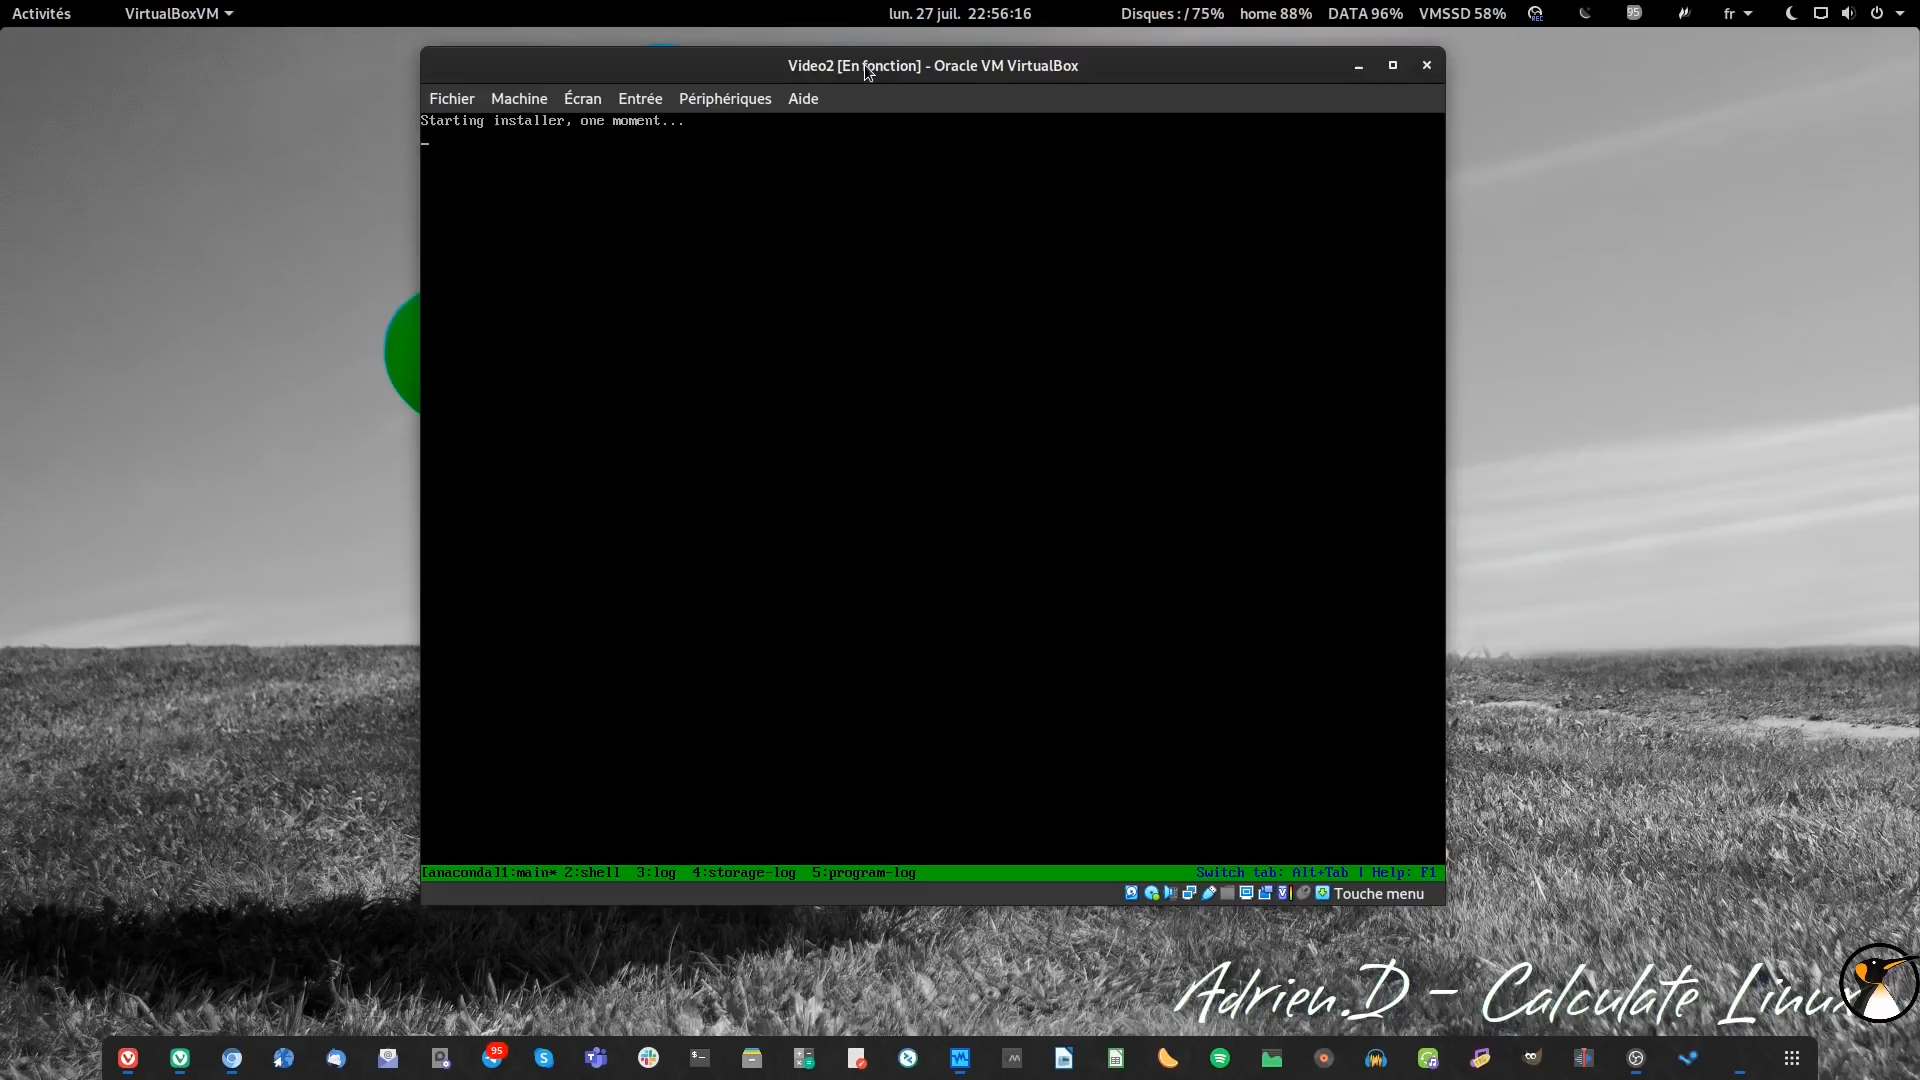 Activités VirtualBoxVM lun. 27 juil. 22:56:16 Disques : / 75% home 88% DATA 96% VMSSD 58% REC 95 fr
Video2 [En fonction] - Oracle VM VirtualBox
Fichier Machine Écran Entrée Périphériques Aide
Starting installer, one moment...
[anaconda]1:main* 2:shell 3:log 4:storage-log 5:program-log Switch tab: Alt+Tab | Help: F1
Touche menu
Adrien.D - Calculate Linux
95